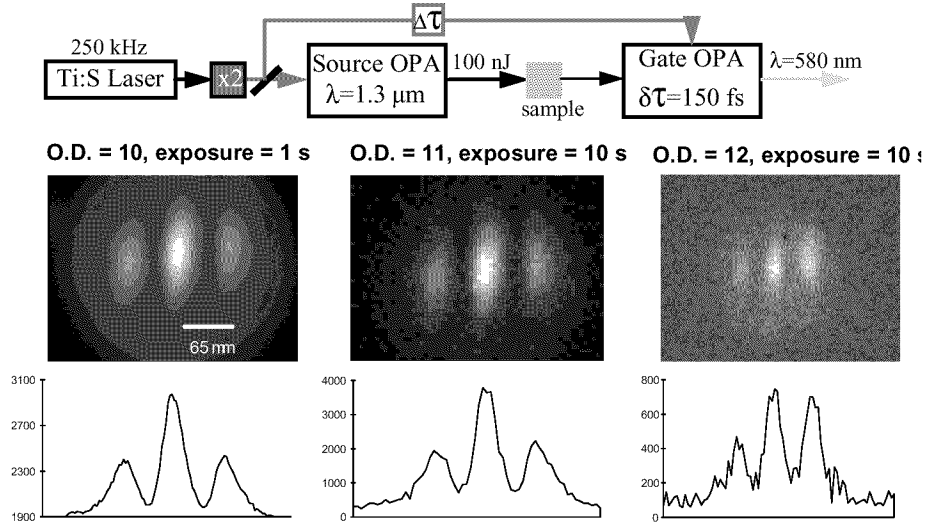 250 kHz
Ti:S Laser
x2
Δτ
Source OPA
λ=1.3 μm
100 nJ
sample
Gate OPA
δτ=150 fs
λ=580 nm
O.D. = 10, exposure = 1 s
O.D. = 11, exposure = 10 s
O.D. = 12, exposure = 10 s
65 mm
3100
2700
2300
1900
4000
3000
2000
1000
0
800
600
400
200
0